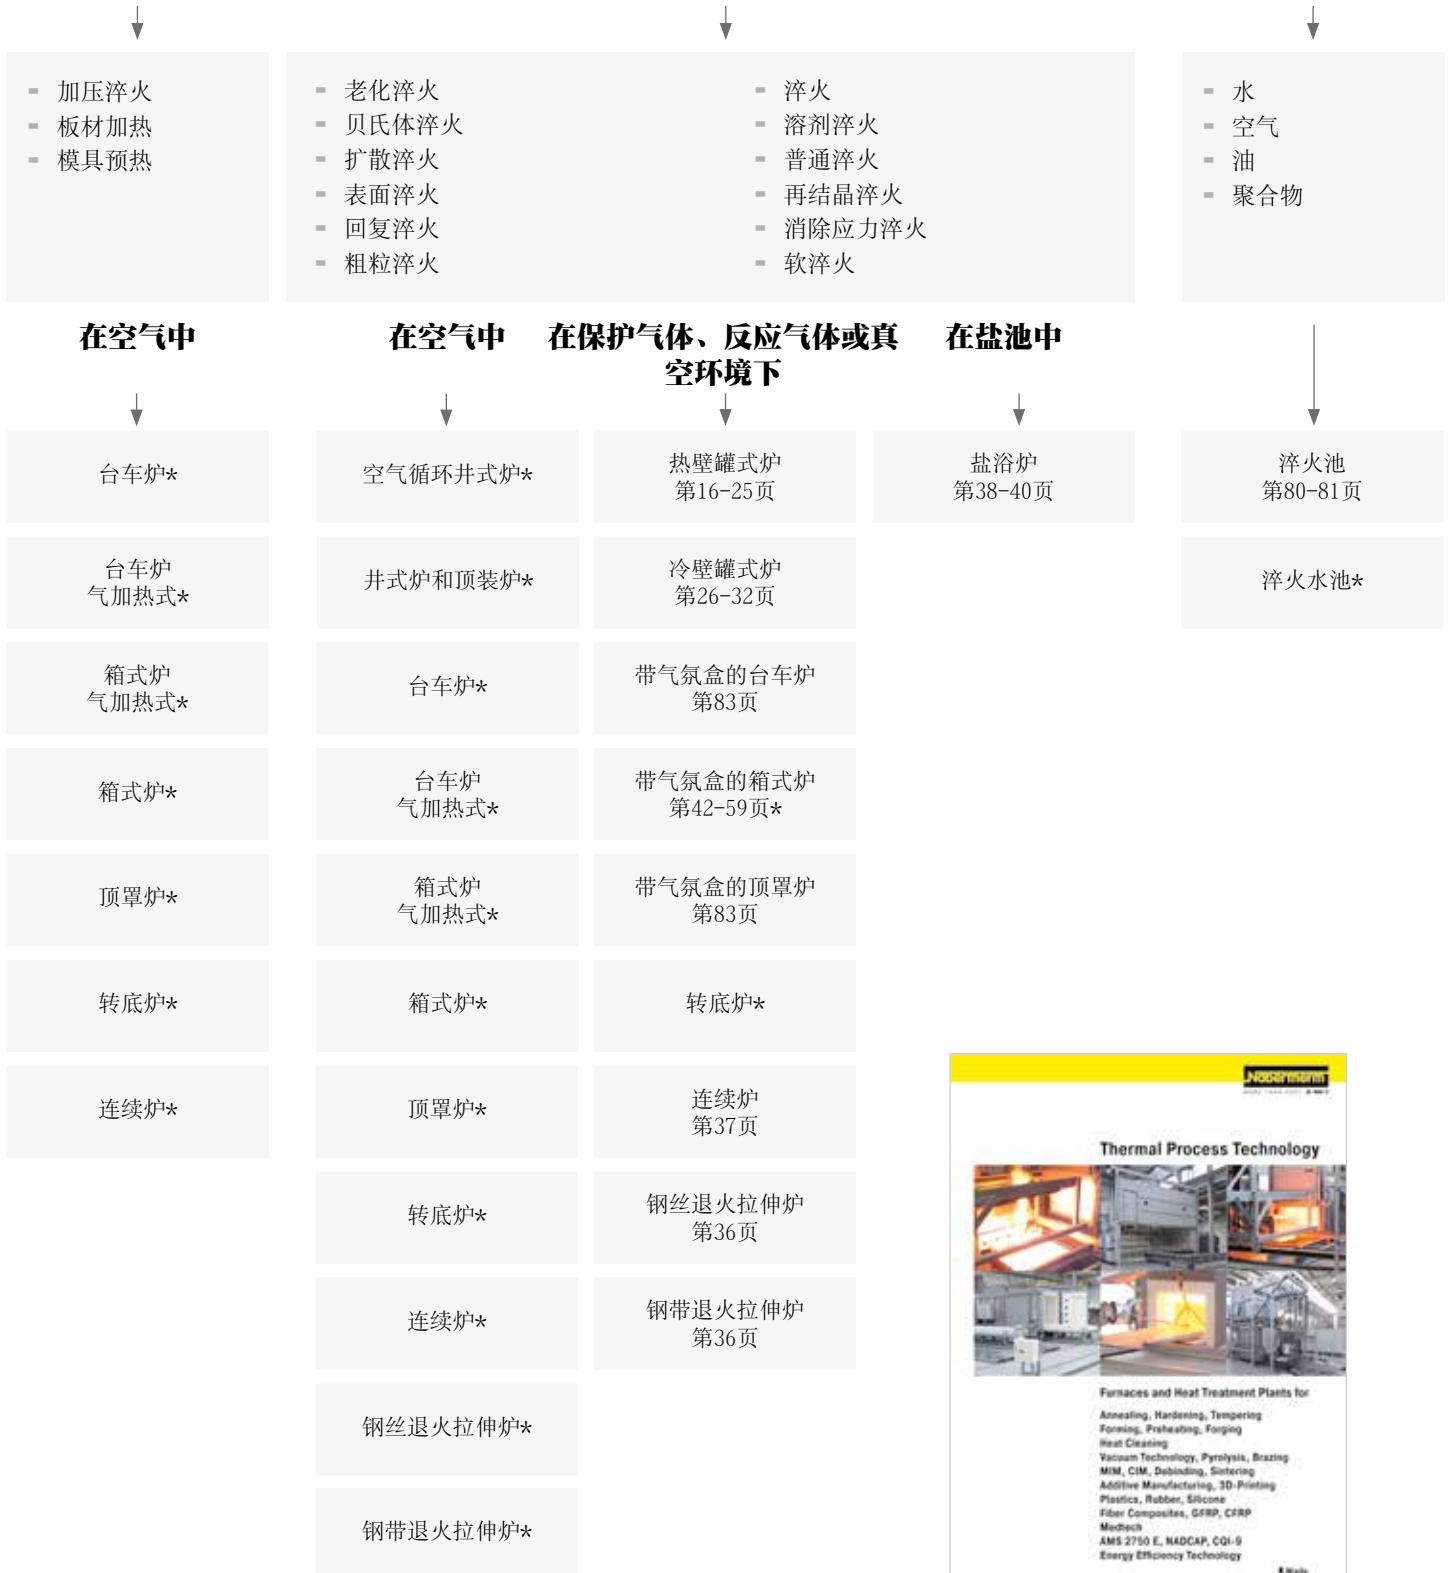 加压淬火
板材加热
模具预热
老化淬火
贝氏体淬火
扩散淬火
表面淬火
回复淬火
粗粒淬火
淬火
溶剂淬火
普通淬火
再结晶淬火
消除应力淬火
软淬火
水
空气
油
聚合物
在空气中
台车炉*
台车炉
气加热式*
箱式炉
气加热式*
箱式炉*
顶罩炉*
转底炉*
连续炉*
在空气中
空气循环井式炉*
井式炉和顶装炉*
台车炉*
台车炉
气加热式*
箱式炉
气加热式*
箱式炉*
顶罩炉*
转底炉*
连续炉*
钢丝退火拉伸炉*
钢带退火拉伸炉*
在保护气体、反应气体或真
空环境下
热壁罐式炉
第16-25页
冷壁罐式炉
第26-32页
带气氛盒的台车炉
第83页
带气氛盒的箱式炉
第42-59页*
带气氛盒的顶罩炉
第83页
转底炉*
连续炉
第37页
钢丝退火拉伸炉
第36页
钢带退火拉伸炉
第36页
在盐池中
盐浴炉
第38-40页
淬火池
第80-81页
淬火水池*
Nabertherm
Thermal Process Technology
Furnaces and Heat Treatment Plants for
Annealing, Hardening, Tempering
Forming, Preheating, Forging
Heat Cleaning
Vacuum Technology, Pyrolysis, Brazing
MIM, CIM, Debinding, Sintering
Additive Manufacturing, 3D-Printing
Plastics, Rubber, Silicone
Fiber Composites, GFRP, CFRP
Medtech
AMS 2750 E, NADCAP, CQI-9
Energy Efficiency Technology
Made